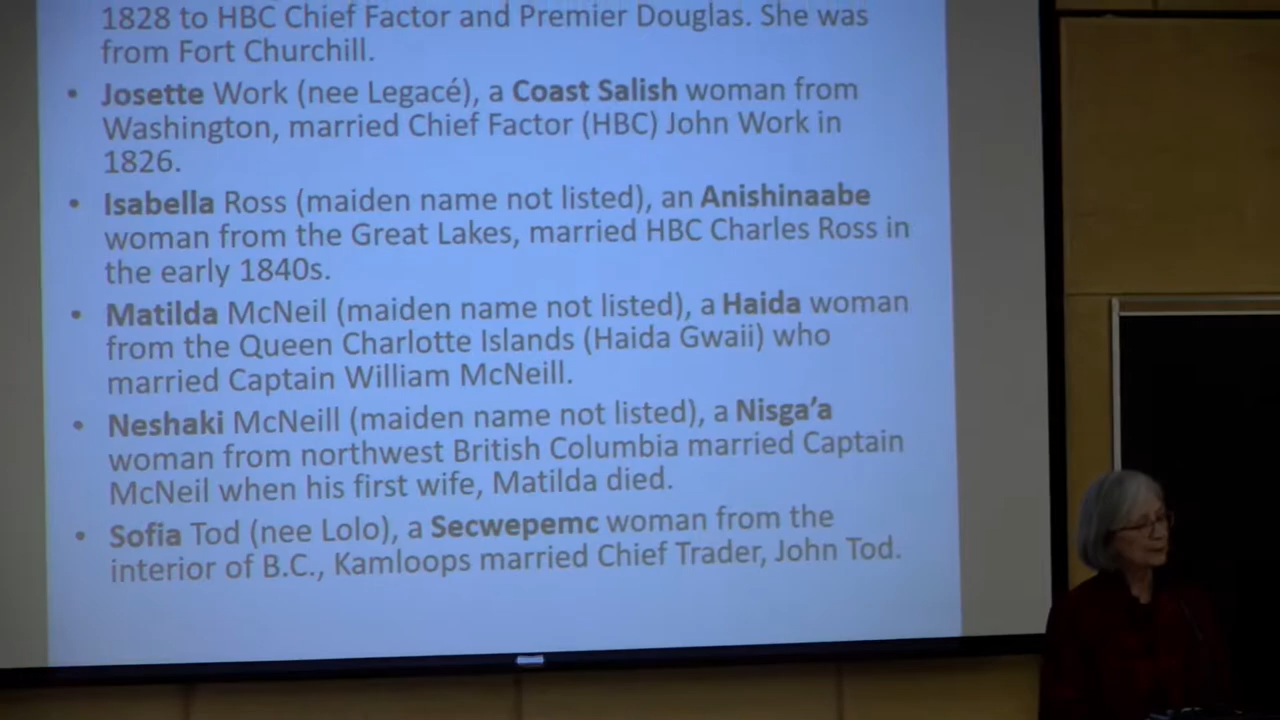 1828 to HBC Chief Factor and Premier Douglas. She was
from Fort Churchill.
• Josette Work (nee Legacé), a Coast Salish woman from
Washington, married Chief Factor (HBC) John Work in
1826.
• Isabella Ross (maiden name not listed), an Anishinaabe
woman from the Great Lakes, married HBC Charles Ross in
the early 1840s.
• Matilda McNeil (maiden name not listed), a Haida woman
from the Queen Charlotte Islands (Haida Gwaii) who
married Captain William McNeill.
• Neshaki McNeill (maiden name not listed), a Nisga’a
woman from northwest British Columbia married Captain
McNeil when his first wife, Matilda died.
• Sofia Tod (nee Lolo), a Secwepemc woman from the
interior of B.C., Kamloops married Chief Trader, John Tod.